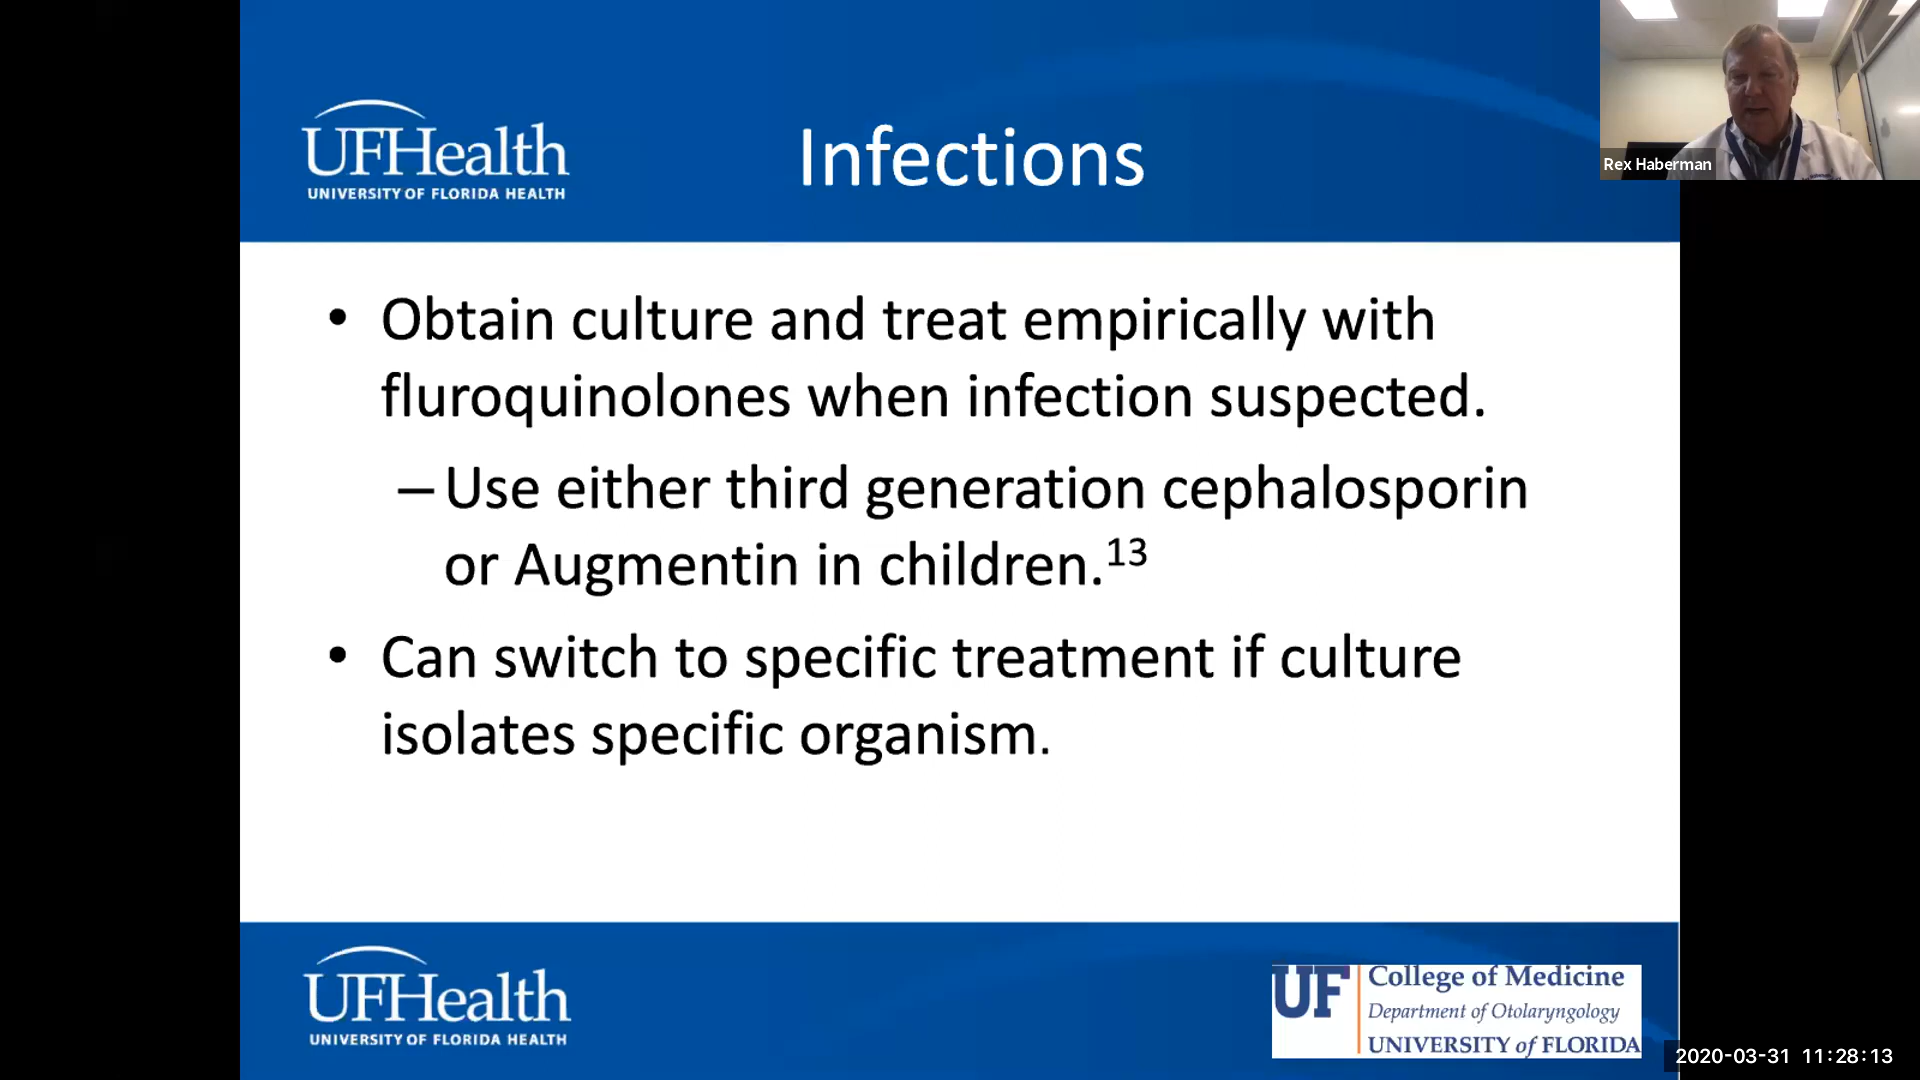 UFHealth
UNIVERSITY OF FLORIDA HEALTH
Infections
Rex Haberman
• Obtain culture and treat empirically with
fluroquinolones when infection suspected.
– Use either third generation cephalosporin
or Augmentin in children.13
• Can switch to specific treatment if culture
isolates specific organism.
UFHealth
UNIVERSITY OF FLORIDA HEALTH
UF
College of Medicine
Department of Otolaryngology
UNIVERSITY of FLORIDA
2020-03-31 11:28:13